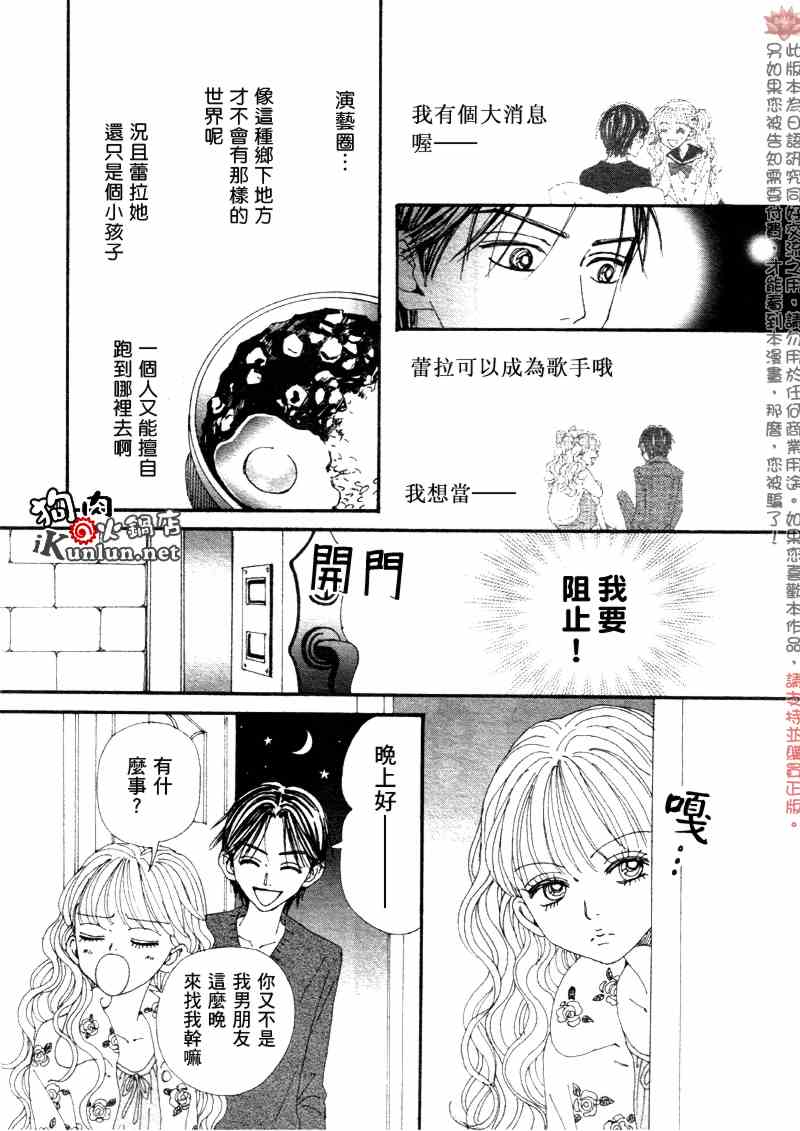 我有個大消息
喔——
蕾拉可以成為歌手哦
我想當——
演藝圈…
像這種鄉下地方
才不會有那樣的
世界呢
況且蕾拉她
還只是個小孩子
一個人又能擅自
跑到哪裡去啊
我要
阻止！
開門
嘎…
晚上好——
有什
麼事?
你又不是
我男朋友
這麼晚
來找我幹嘛
狗肉火鍋店
iKunlun.net
此版本為日語研究同好交流之用，請勿用於任何商業用途。如果您喜歡本作品，請支持並購買正版。
另如果您被告知需要付費，才能看到本漫畫，那麼，您被騙了！